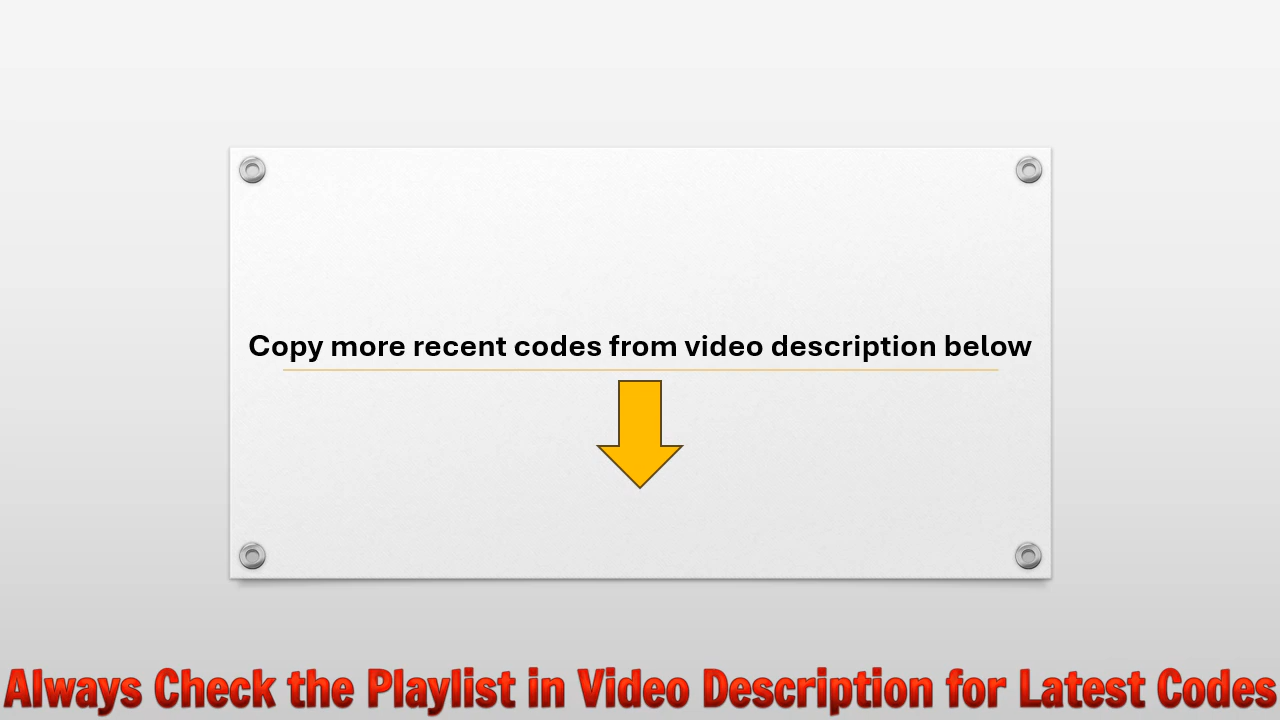 Copy more recent codes from video description below
Always Check the Playlist in Video Description for Latest Codes